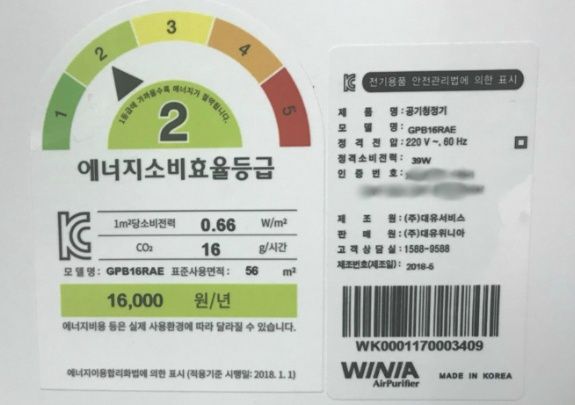 1 2 3 4 5
1등급에 가까울수록 에너지가 절약됩니다.
2
에너지소비효율등급
1m²당소비전력 0.66 W/m²
CO₂ 16 g/시간
모델명: GPB16RAE 표준사용면적: 56 m²
16,000 원/년
에너지비용 등은 실제 사용환경에 따라 달라질 수 있습니다.
에너지이용합리화법에 의한 표시 (적용기준 시행일: 2018. 1. 1)
전기용품 안전관리법에 의한 표시
제품명: 공기청정기
모델명: GPB16RAE
정격전압: 220 V~, 60 Hz
정격소비전력: 39W
인증번호:
제조원: (주)대유서비스
판매원: (주)대유위니아
고객상담실: 1588-9588
제조번호(제조일): 2018-5
WK0001170003409
WINIA
AirPurifier
MADE IN KOREA